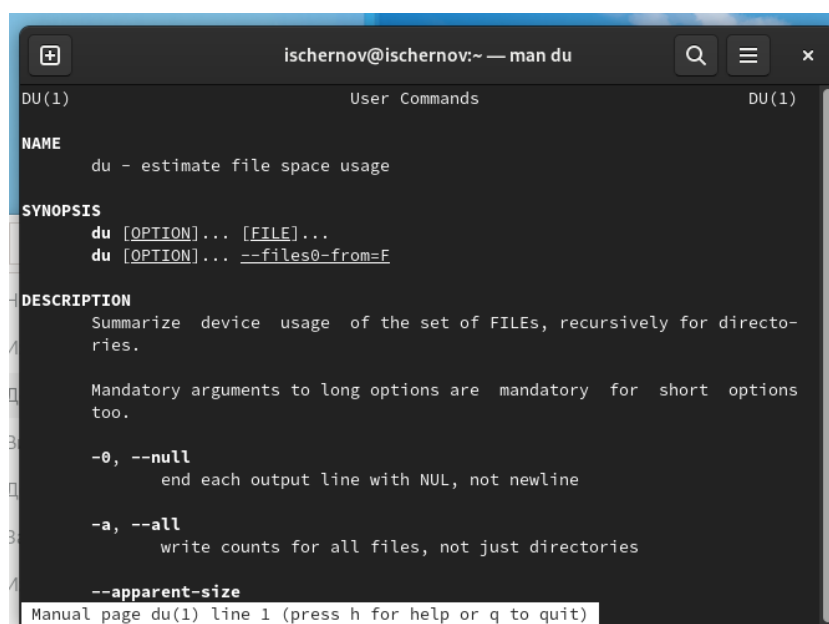 ischernov@ischernov:~ — man du
DU(1) User Commands DU(1)
NAME
du - estimate file space usage
SYNOPSIS
du [OPTION]... [FILE]...
du [OPTION]... --files0-from=F
DESCRIPTION
Summarize device usage of the set of FILEs, recursively for directo-
ries.
Mandatory arguments to long options are mandatory for short options
too.
-0, --null
end each output line with NUL, not newline
-a, --all
write counts for all files, not just directories
--apparent-size
Manual page du(1) line 1 (press h for help or q to quit)